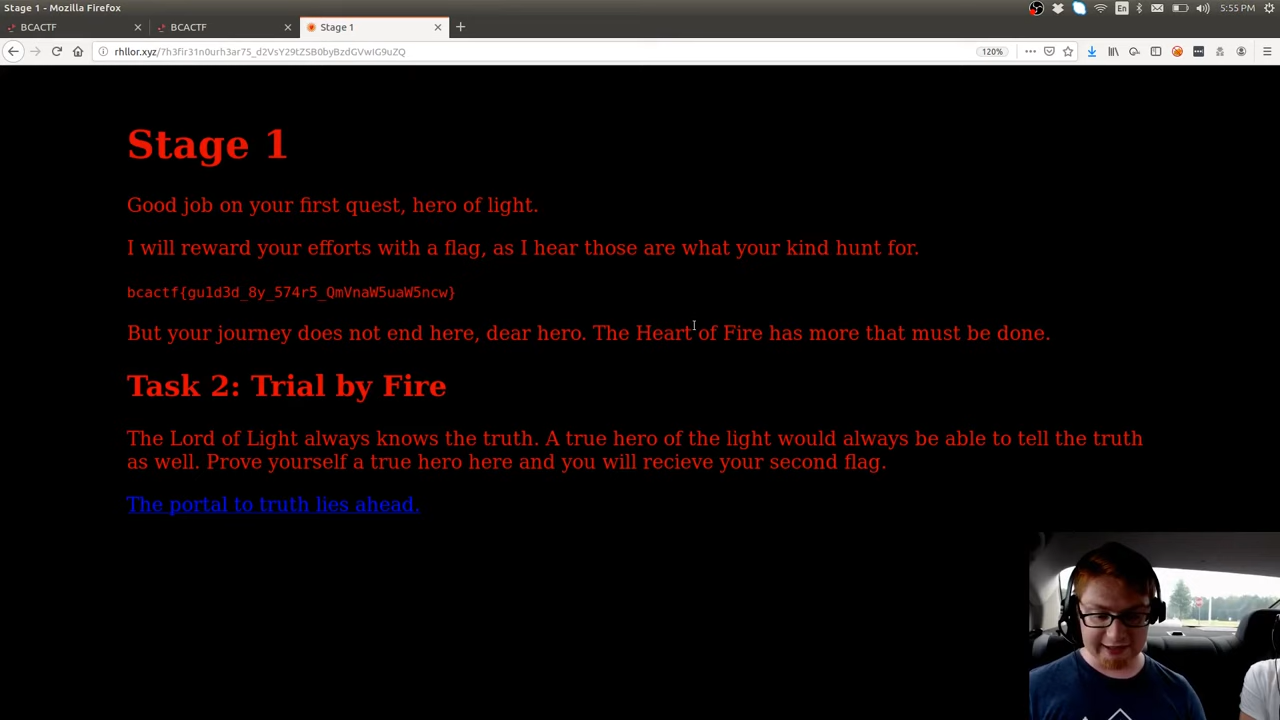 Stage 1 - Mozilla Firefox
En
5:55 PM
BCACTF
BCACTF
Stage 1
rhllor.xyz/7h3fir31n0urh3ar75_d2VsY29tZSB0byBzdGVwIG9uZQ
120%
Stage 1
Good job on your first quest, hero of light.
I will reward your efforts with a flag, as I hear those are what your kind hunt for.
bcactf{gu1d3d_8y_574r5_QmVnaW5uaW5ncw}
But your journey does not end here, dear hero. The Heart of Fire has more that must be done.
Task 2: Trial by Fire
The Lord of Light always knows the truth. A true hero of the light would always be able to tell the truth
as well. Prove yourself a true hero here and you will recieve your second flag.
The portal to truth lies ahead.